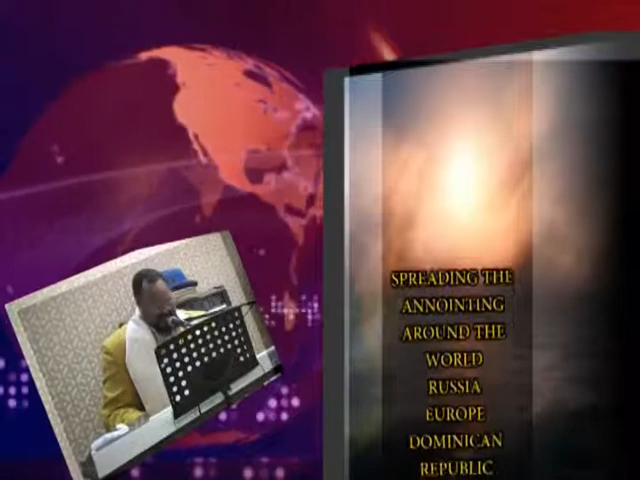 SPREADING THE
ANNOINTING
AROUND THE
WORLD
RUSSIA
EUROPE
DOMINICAN
REPUBLIC